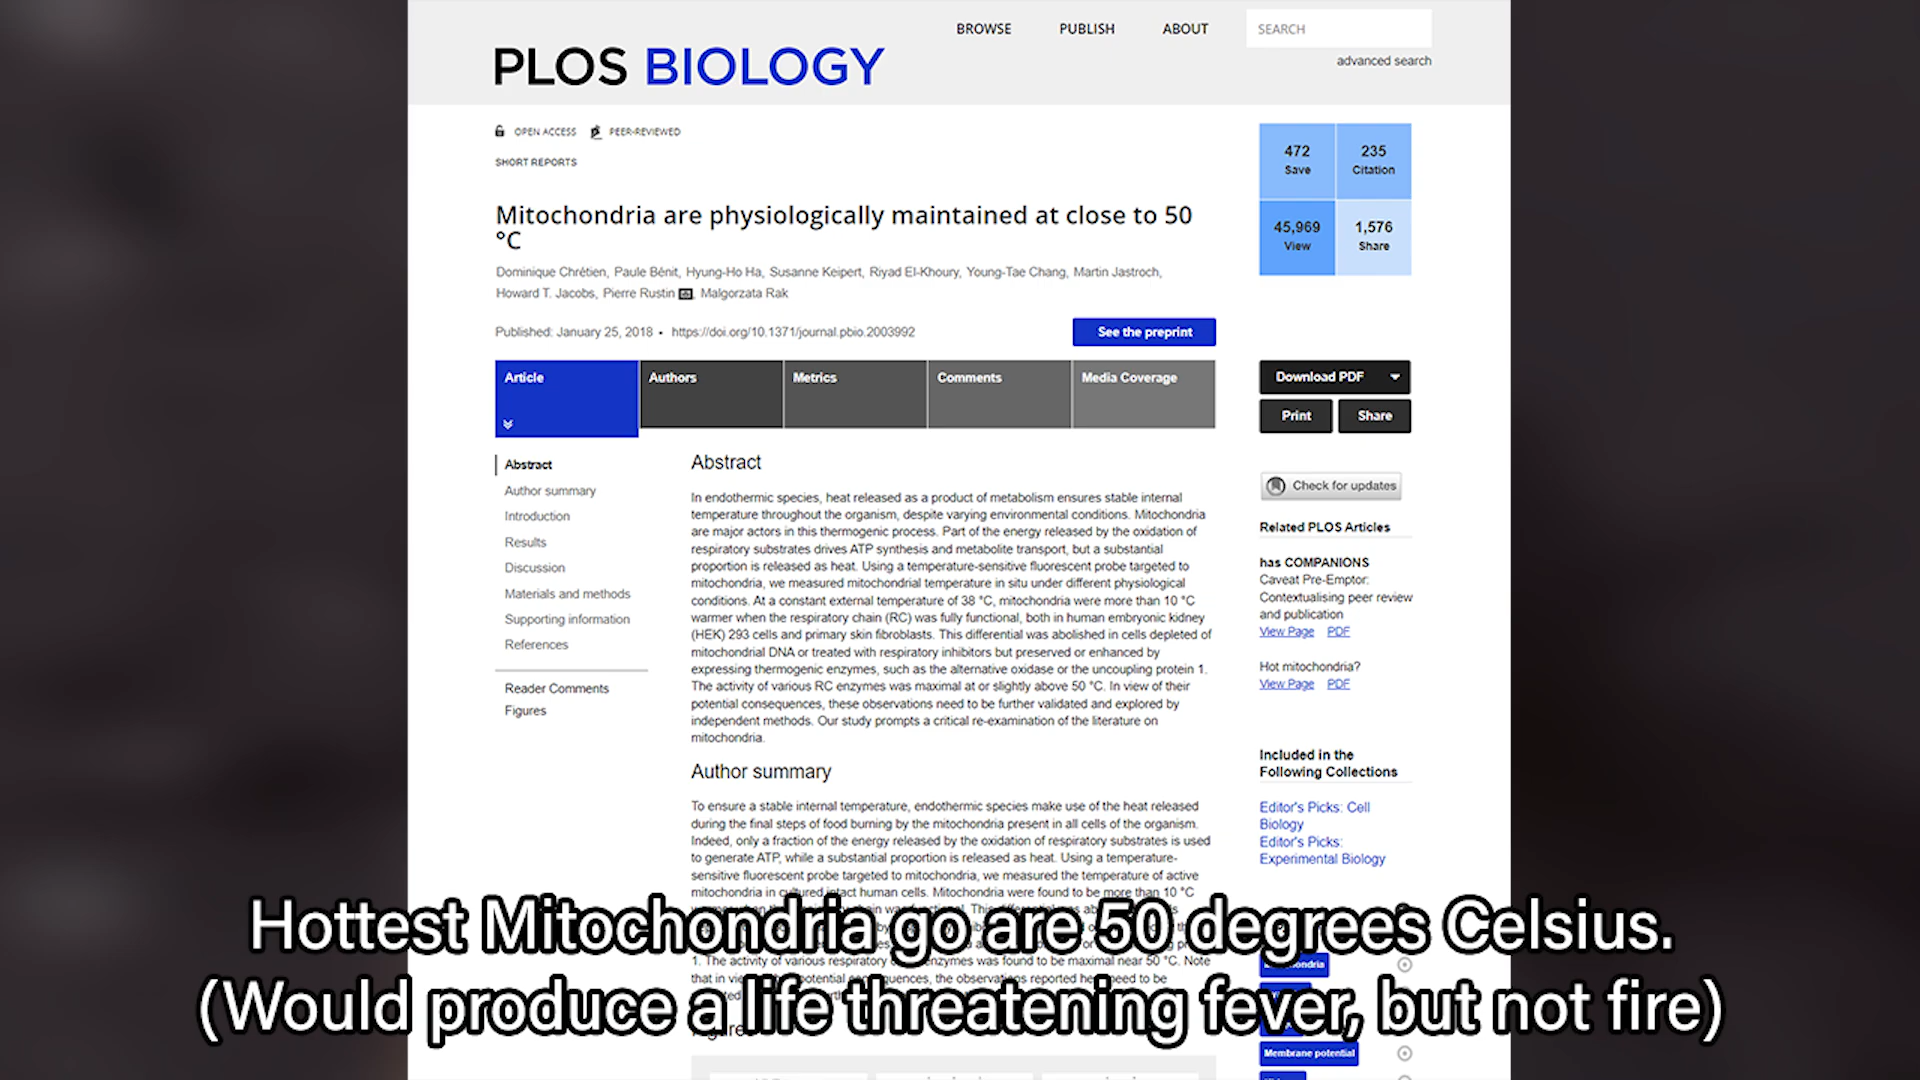 BROWSE PUBLISH ABOUT SEARCH
PLOS BIOLOGY
advanced search
OPEN ACCESS PEER-REVIEWED
SHORT REPORTS
472 Save
235 Citation
45,969 View
1,576 Share
Mitochondria are physiologically maintained at close to 50
°C
Dominique Chrétien, Paule Bénit, Hyung-Ho Ha, Susanne Keipert, Riyad El-Khoury, Young-Tae Chang, Martin Jastroch,
Howard T. Jacobs, Pierre Rustin, Malgorzata Rak
Published: January 25, 2018 • https://doi.org/10.1371/journal.pbio.2003992
See the preprint
Article
Authors
Metrics
Comments
Media Coverage
Download PDF
Print
Share
Abstract
Author summary
Introduction
Results
Discussion
Materials and methods
Supporting information
References
Reader Comments
Figures
Abstract
In endothermic species, heat released as a product of metabolism ensures stable internal
temperature throughout the organism, despite varying environmental conditions. Mitochondria
are major actors in this thermogenic process. Part of the energy released by the oxidation of
respiratory substrates drives ATP synthesis and metabolite transport, but a substantial
proportion is released as heat. Using a temperature-sensitive fluorescent probe targeted to
mitochondria, we measured mitochondrial temperature in situ under different physiological
conditions. At a constant external temperature of 38 °C, mitochondria were more than 10 °C
warmer when the respiratory chain (RC) was fully functional, both in human embryonic kidney
(HEK) 293 cells and primary skin fibroblasts. This differential was abolished in cells depleted of
mitochondrial DNA or treated with respiratory inhibitors but preserved or enhanced by
expressing thermogenic enzymes, such as the alternative oxidase or the uncoupling protein 1.
The activity of various RC enzymes was maximal at or slightly above 50 °C. In view of their
potential consequences, these observations need to be further validated and explored by
independent methods. Our study prompts a critical re-examination of the literature on
mitochondria.
Author summary
To ensure a stable internal temperature, endothermic species make use of the heat released
during the final steps of food burning by the mitochondria present in all cells of the organism.
Indeed, only a fraction of the energy released by the oxidation of respiratory substrates is used
to generate ATP, while a substantial proportion is released as heat. Using a temperature-
sensitive fluorescent probe targeted to mitochondria, we measured the temperature of active
mitochondria in cultured intact human cells. Mitochondria were found to be more than 10 °C
1. The activity of various respiratory enzymes was found to be maximal near 50 °C. Note
Check for updates
Related PLOS Articles
has COMPANIONS
Caveat Pre-Emptor:
Contextualising peer review
and publication
View Page PDF
Hot mitochondria?
View Page PDF
Included in the
Following Collections
Editor's Picks: Cell
Biology
Editor's Picks:
Experimental Biology
Membrane potential
Hottest Mitochondria go are 50 degrees Celsius.
(Would produce a life threatening fever, but not fire)